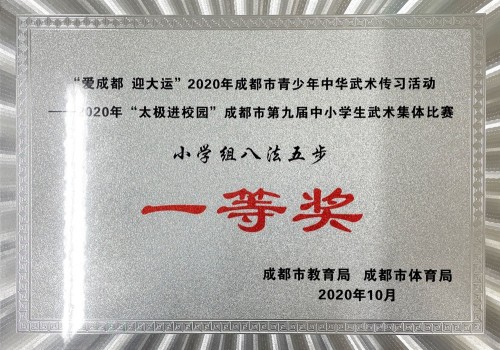 “爱成都 迎大运”2020年成都市青少年中华武术传习活动
——2020年“太极进校园”成都市第九届中小学生武术集体比赛
小学组八法五步
一等奖
成都市教育局 成都市体育局
2020年10月